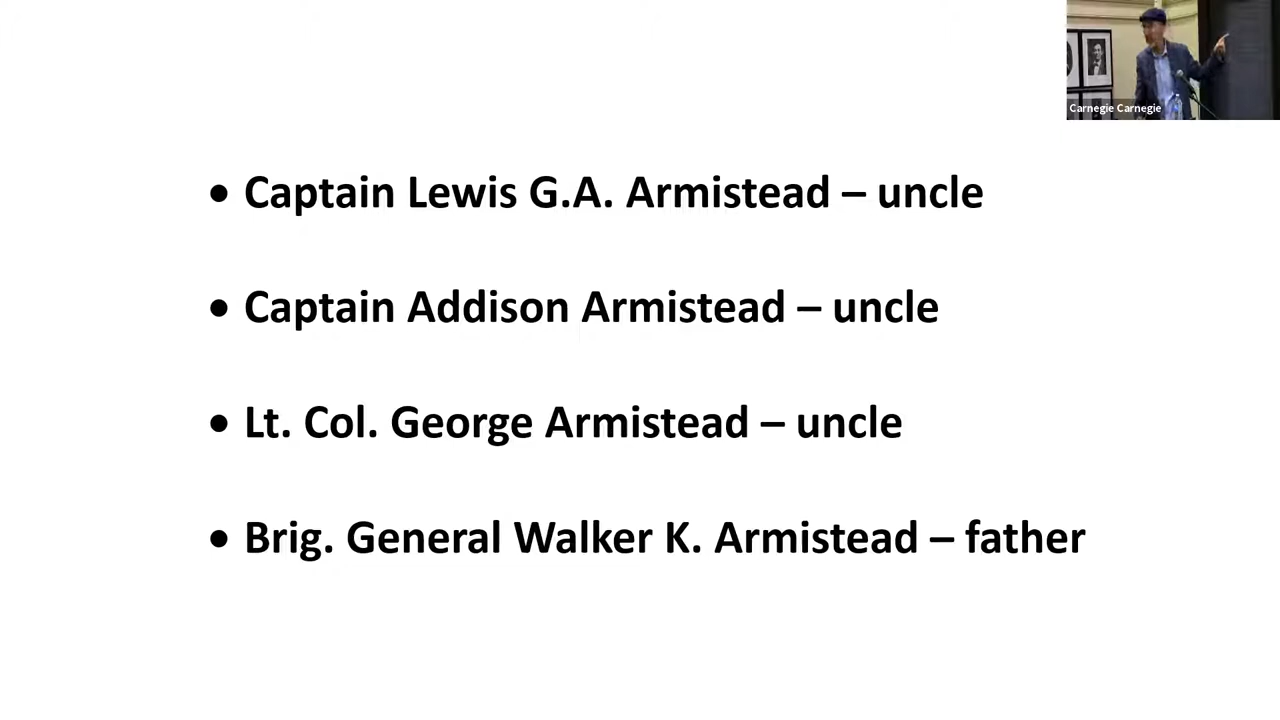 Carnegie Carnegie
• Captain Lewis G.A. Armistead – uncle
• Captain Addison Armistead – uncle
• Lt. Col. George Armistead – uncle
• Brig. General Walker K. Armistead – father